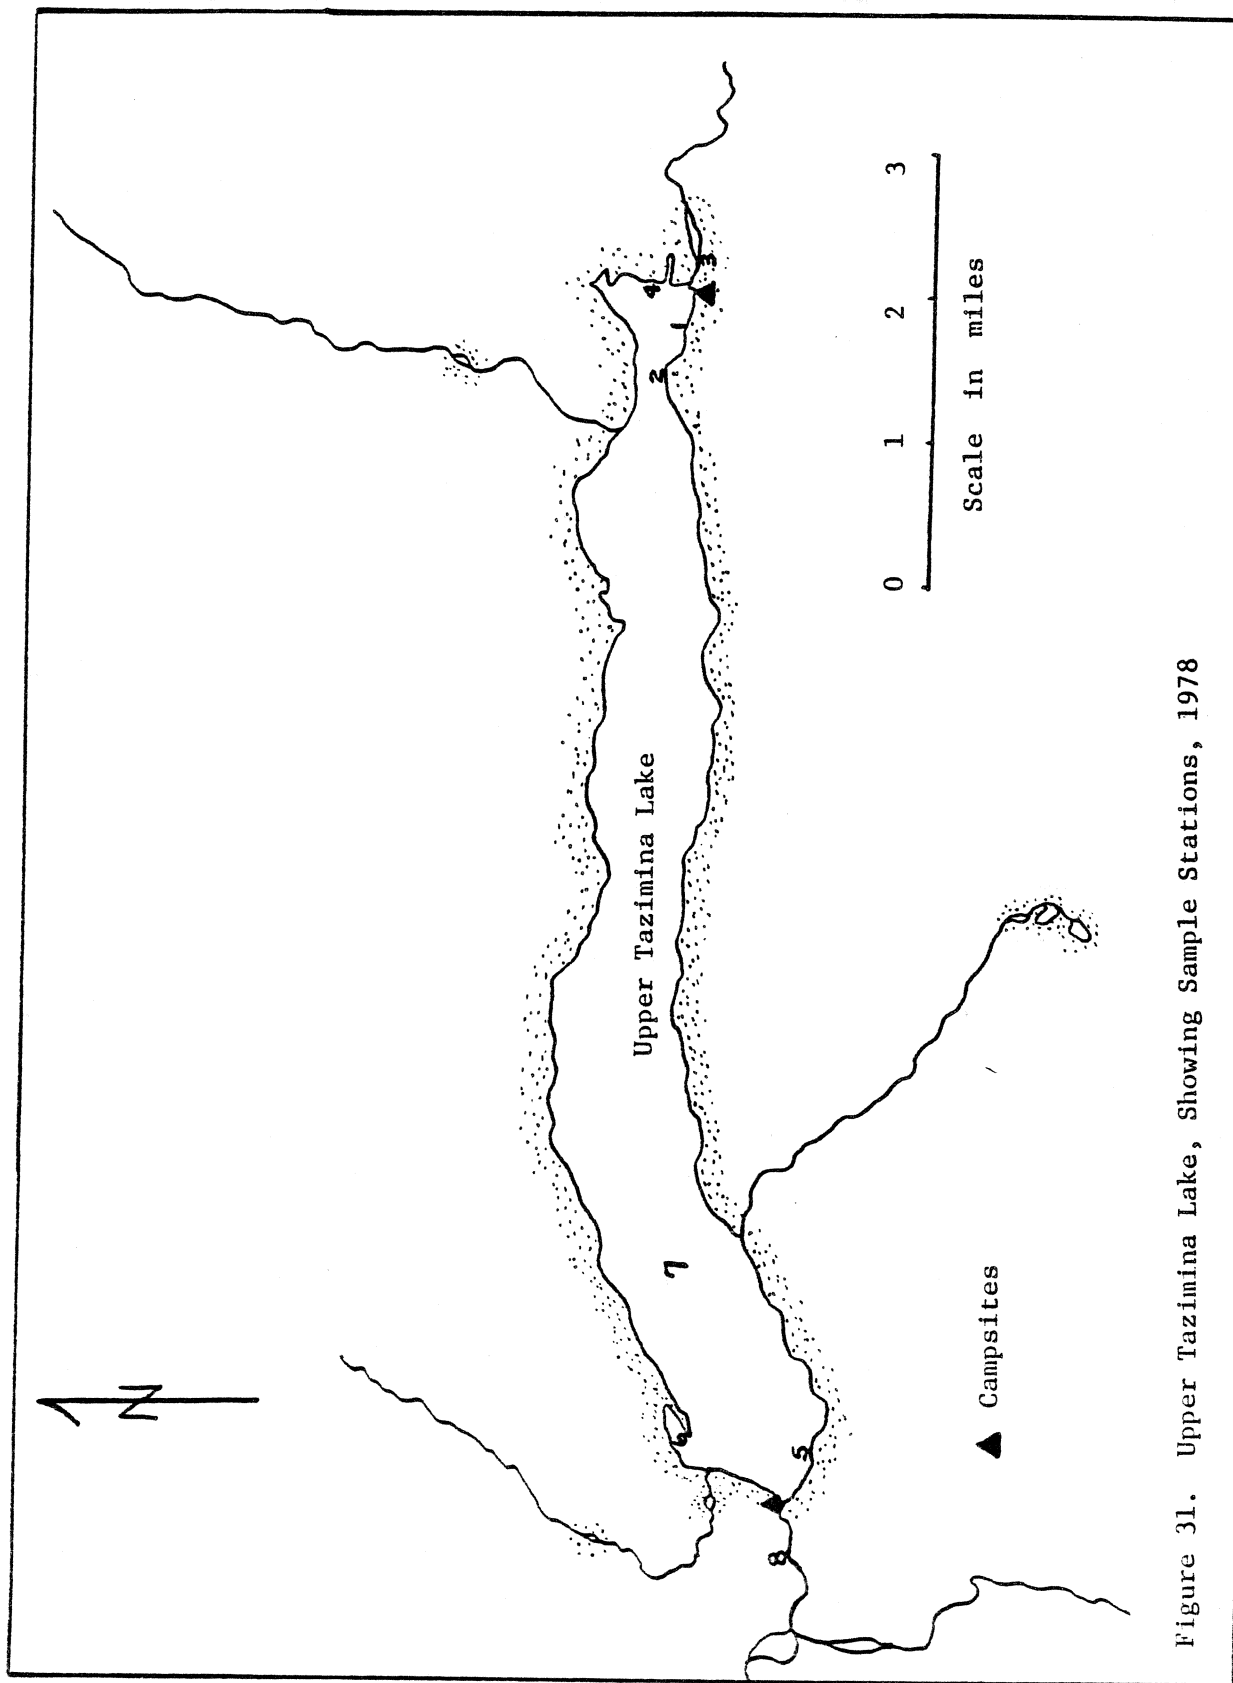 N
Upper Tazimina Lake
1
2
3
4
5
6
7
8
0 1 2 3
Scale in miles
▲ Campsites
Figure 31. Upper Tazimina Lake, Showing Sample Stations, 1978